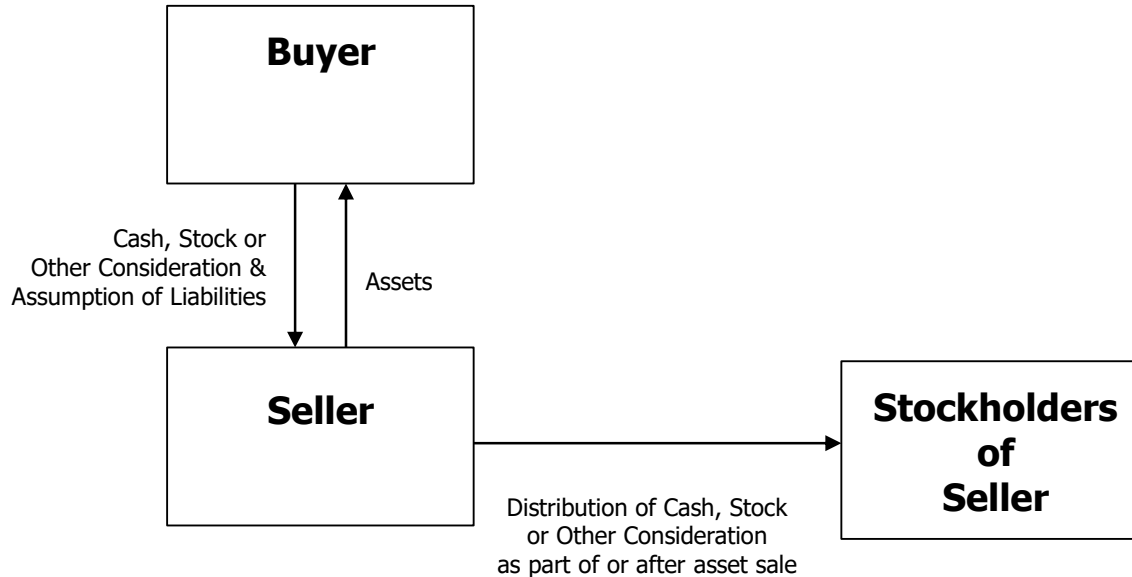 Buyer
Cash, Stock or
Other Consideration &
Assumption of Liabilities
Assets
Seller
Stockholders
of
Seller
Distribution of Cash, Stock
or Other Consideration
as part of or after asset sale